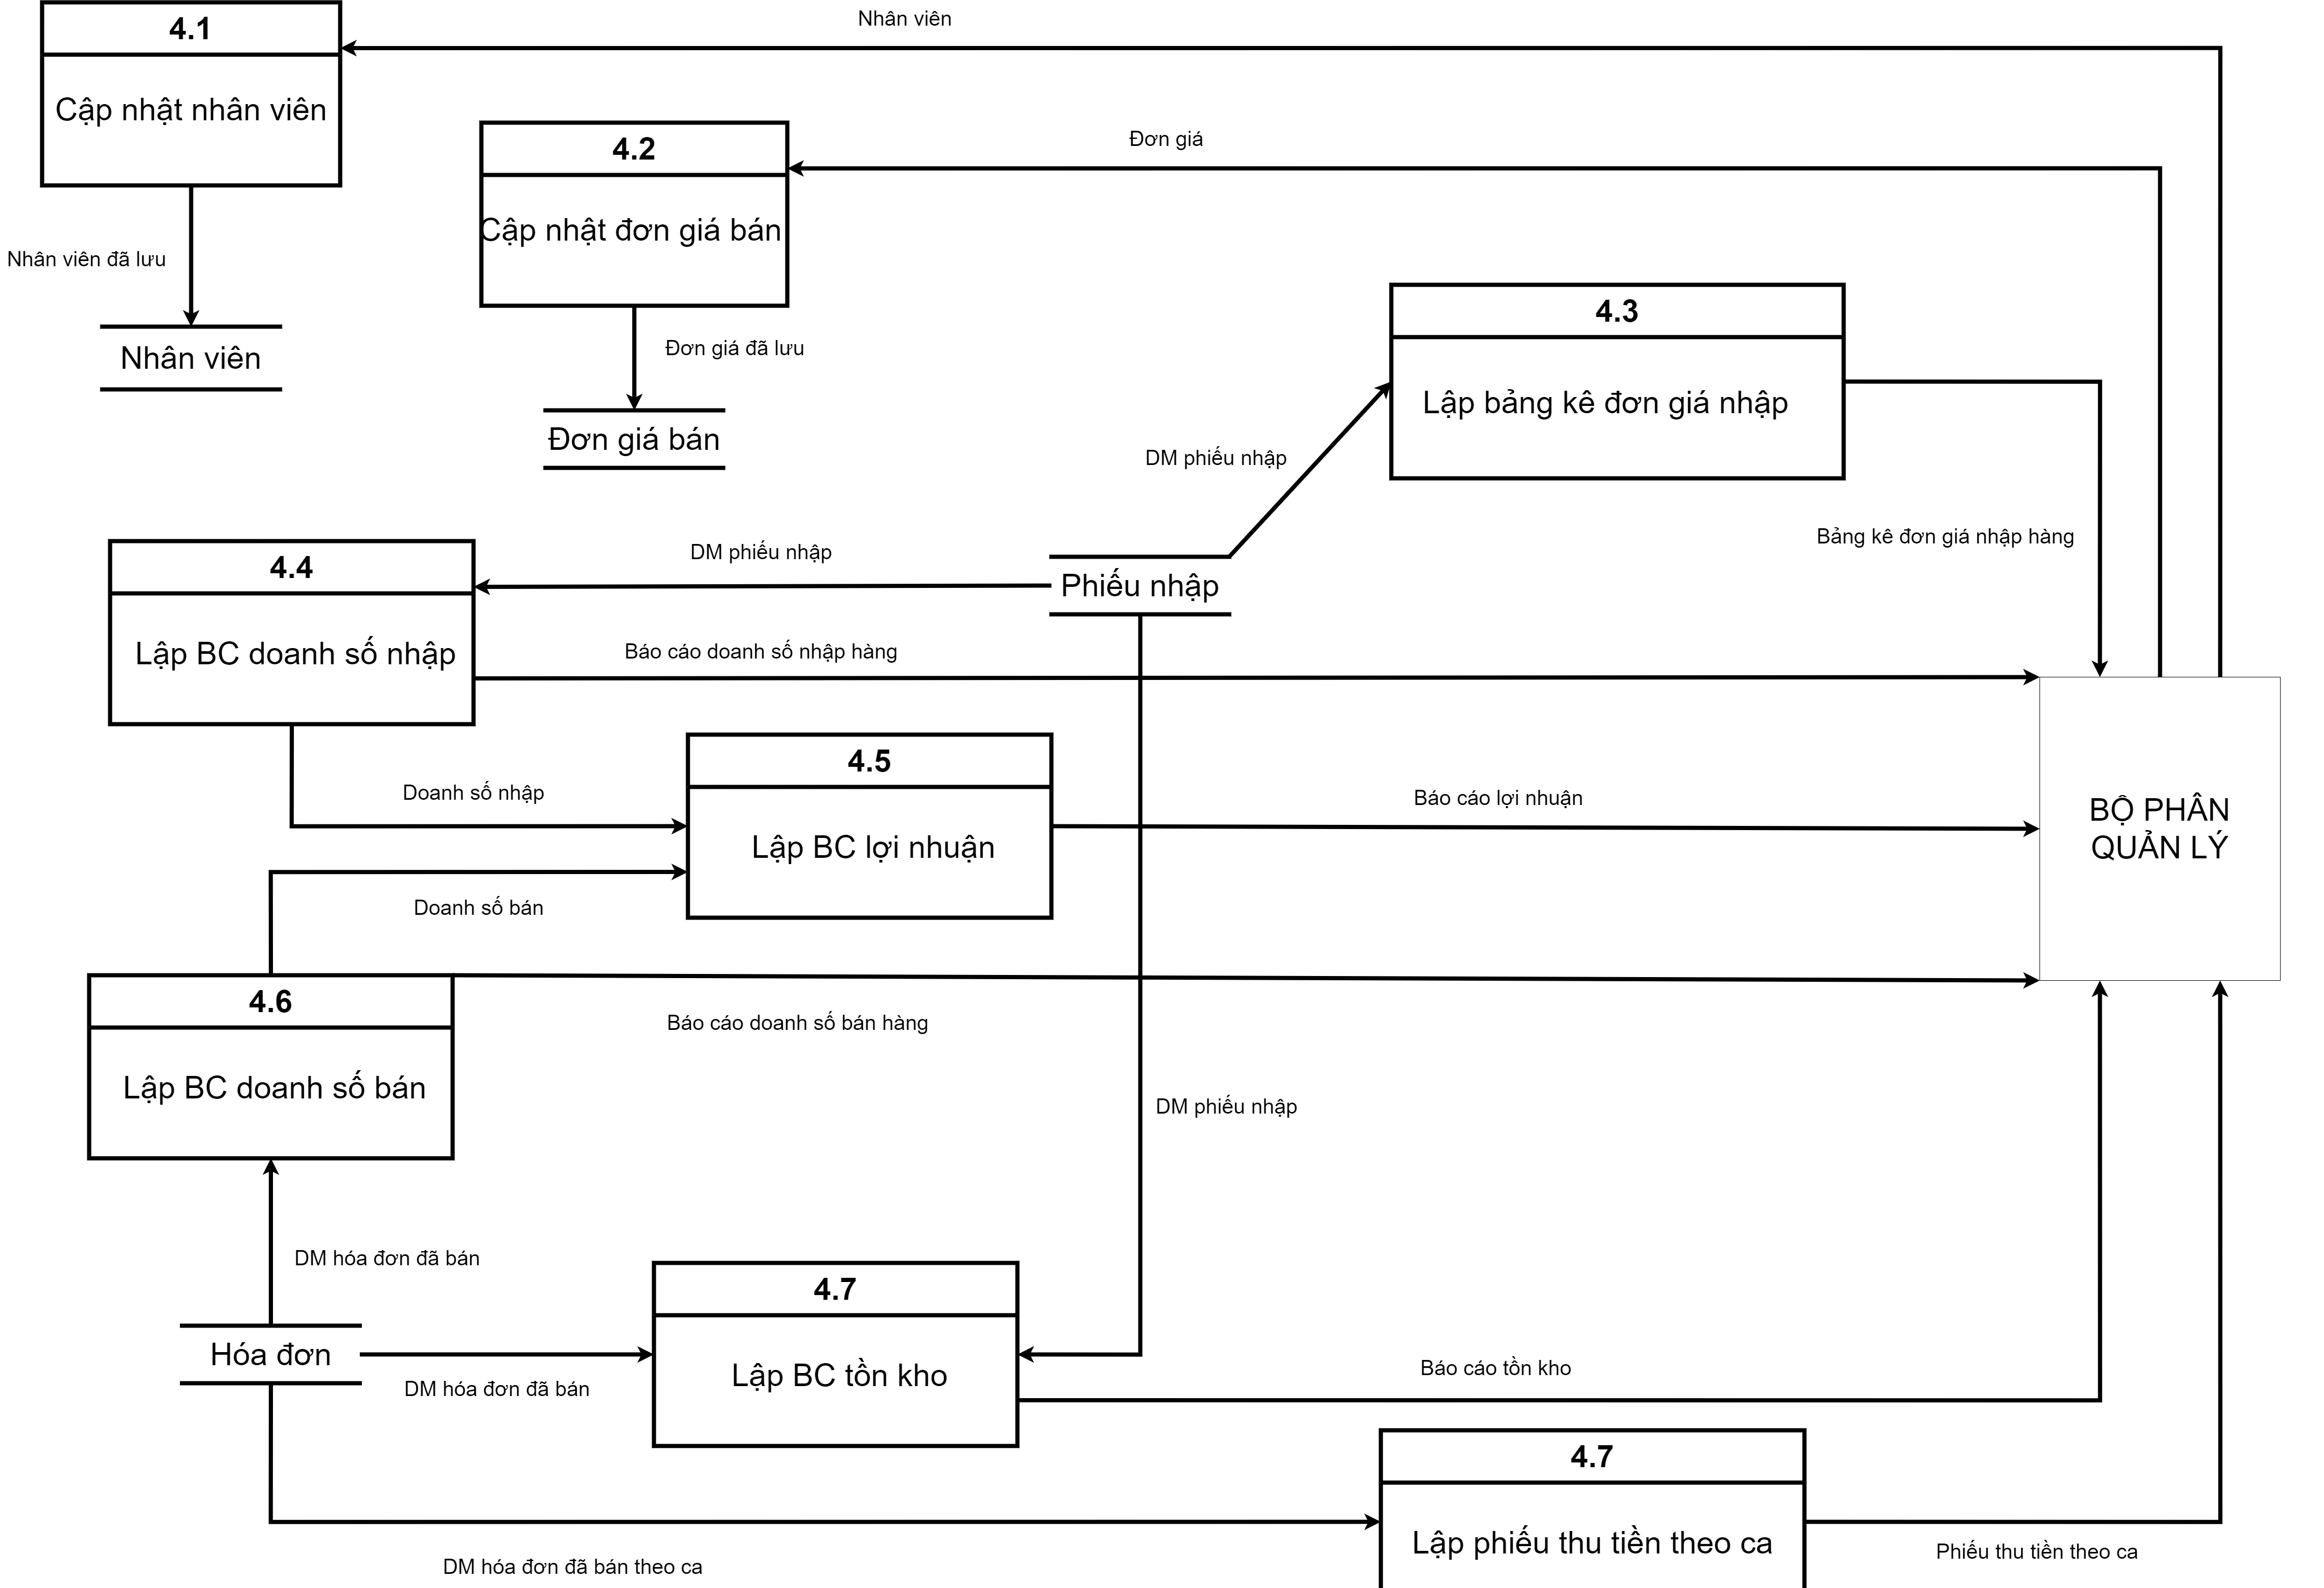 Nhân viên
4.1
Cập nhật nhân viên
Đơn giá
4.2
Cập nhật đơn giá bán
Nhân viên đã lưu
4.3
Nhân viên
Đơn giá đã lưu
Lập bảng kê đơn giá nhập
Đơn giá bán
DM phiếu nhập
Bảng kê đơn giá nhập hàng
DM phiếu nhập
4.4
Phiếu nhập
Lập BC doanh số nhập
Báo cáo doanh số nhập hàng
4.5
Doanh số nhập
Báo cáo lợi nhuận
BỘ PHÂN
QUẢN LÝ
Lập BC lợi nhuận
Doanh số bán
4.6
Báo cáo doanh số bán hàng
Lập BC doanh số bán
DM phiếu nhập
DM hóa đơn đã bán
4.7
Hóa đơn
Lập BC tồn kho
Báo cáo tồn kho
DM hóa đơn đã bán
4.7
Lập phiếu thu tiền theo ca
Phiếu thu tiền theo ca
DM hóa đơn đã bán theo ca